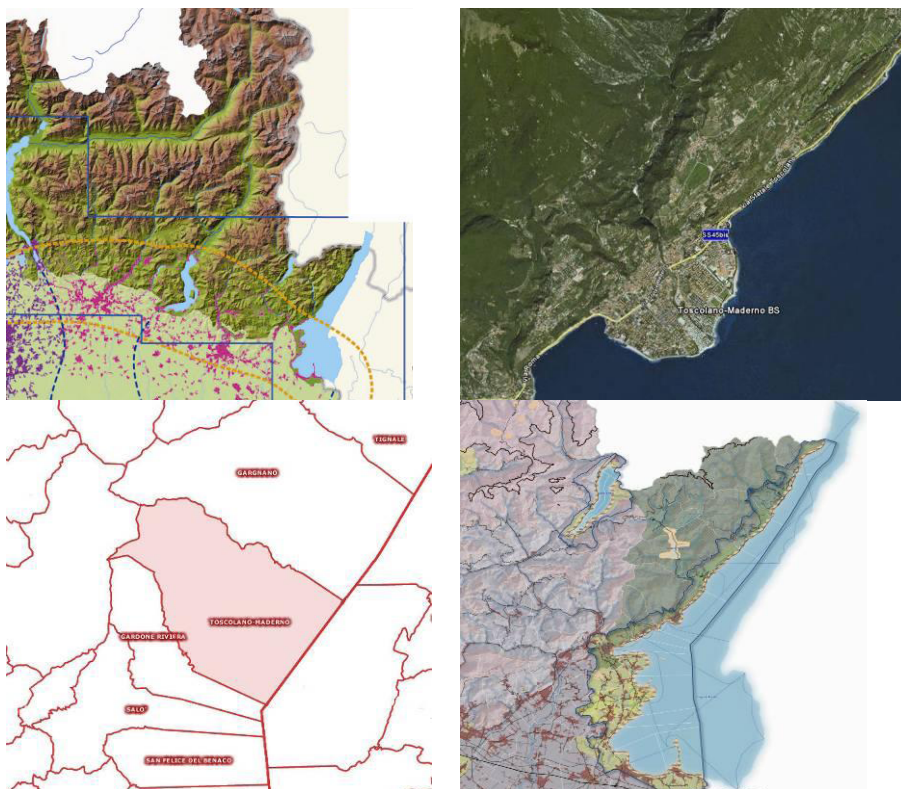 SS45bis
Toscolano-Maderno BS
TIGNALE
GARGNANO
TOSCOLANO-MADERNO
GARDONE RIVIERA
SALO'
SAN FELICE DEL BENACO